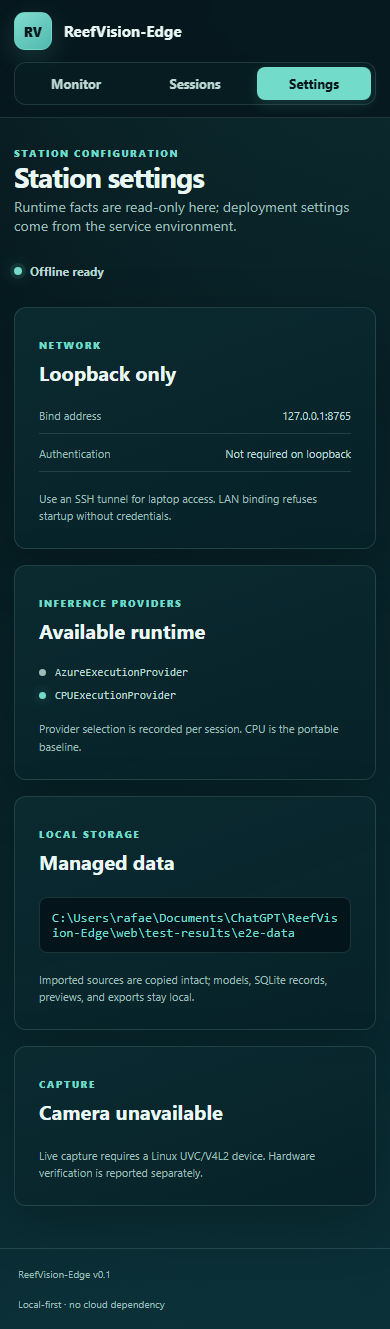 RV
ReefVision-Edge
Monitor
Sessions
Settings
STATION CONFIGURATION
Station settings
Runtime facts are read-only here; deployment settings
come from the service environment.
Offline ready
NETWORK
Loopback only
Bind address 127.0.0.1:8765
Authentication Not required on loopback
Use an SSH tunnel for laptop access. LAN binding refuses
startup without credentials.
INFERENCE PROVIDERS
Available runtime
AzureExecutionProvider
CPUExecutionProvider
Provider selection is recorded per session. CPU is the portable
baseline.
LOCAL STORAGE
Managed data
C:\Users\rafae\Documents\ChatGPT\ReefVis
ion-Edge\web\test-results\e2e-data
Imported sources are copied intact; models, SQLite records,
previews, and exports stay local.
CAPTURE
Camera unavailable
Live capture requires a Linux UVC/V4L2 device. Hardware
verification is reported separately.
ReefVision-Edge v0.1
Local-first · no cloud dependency